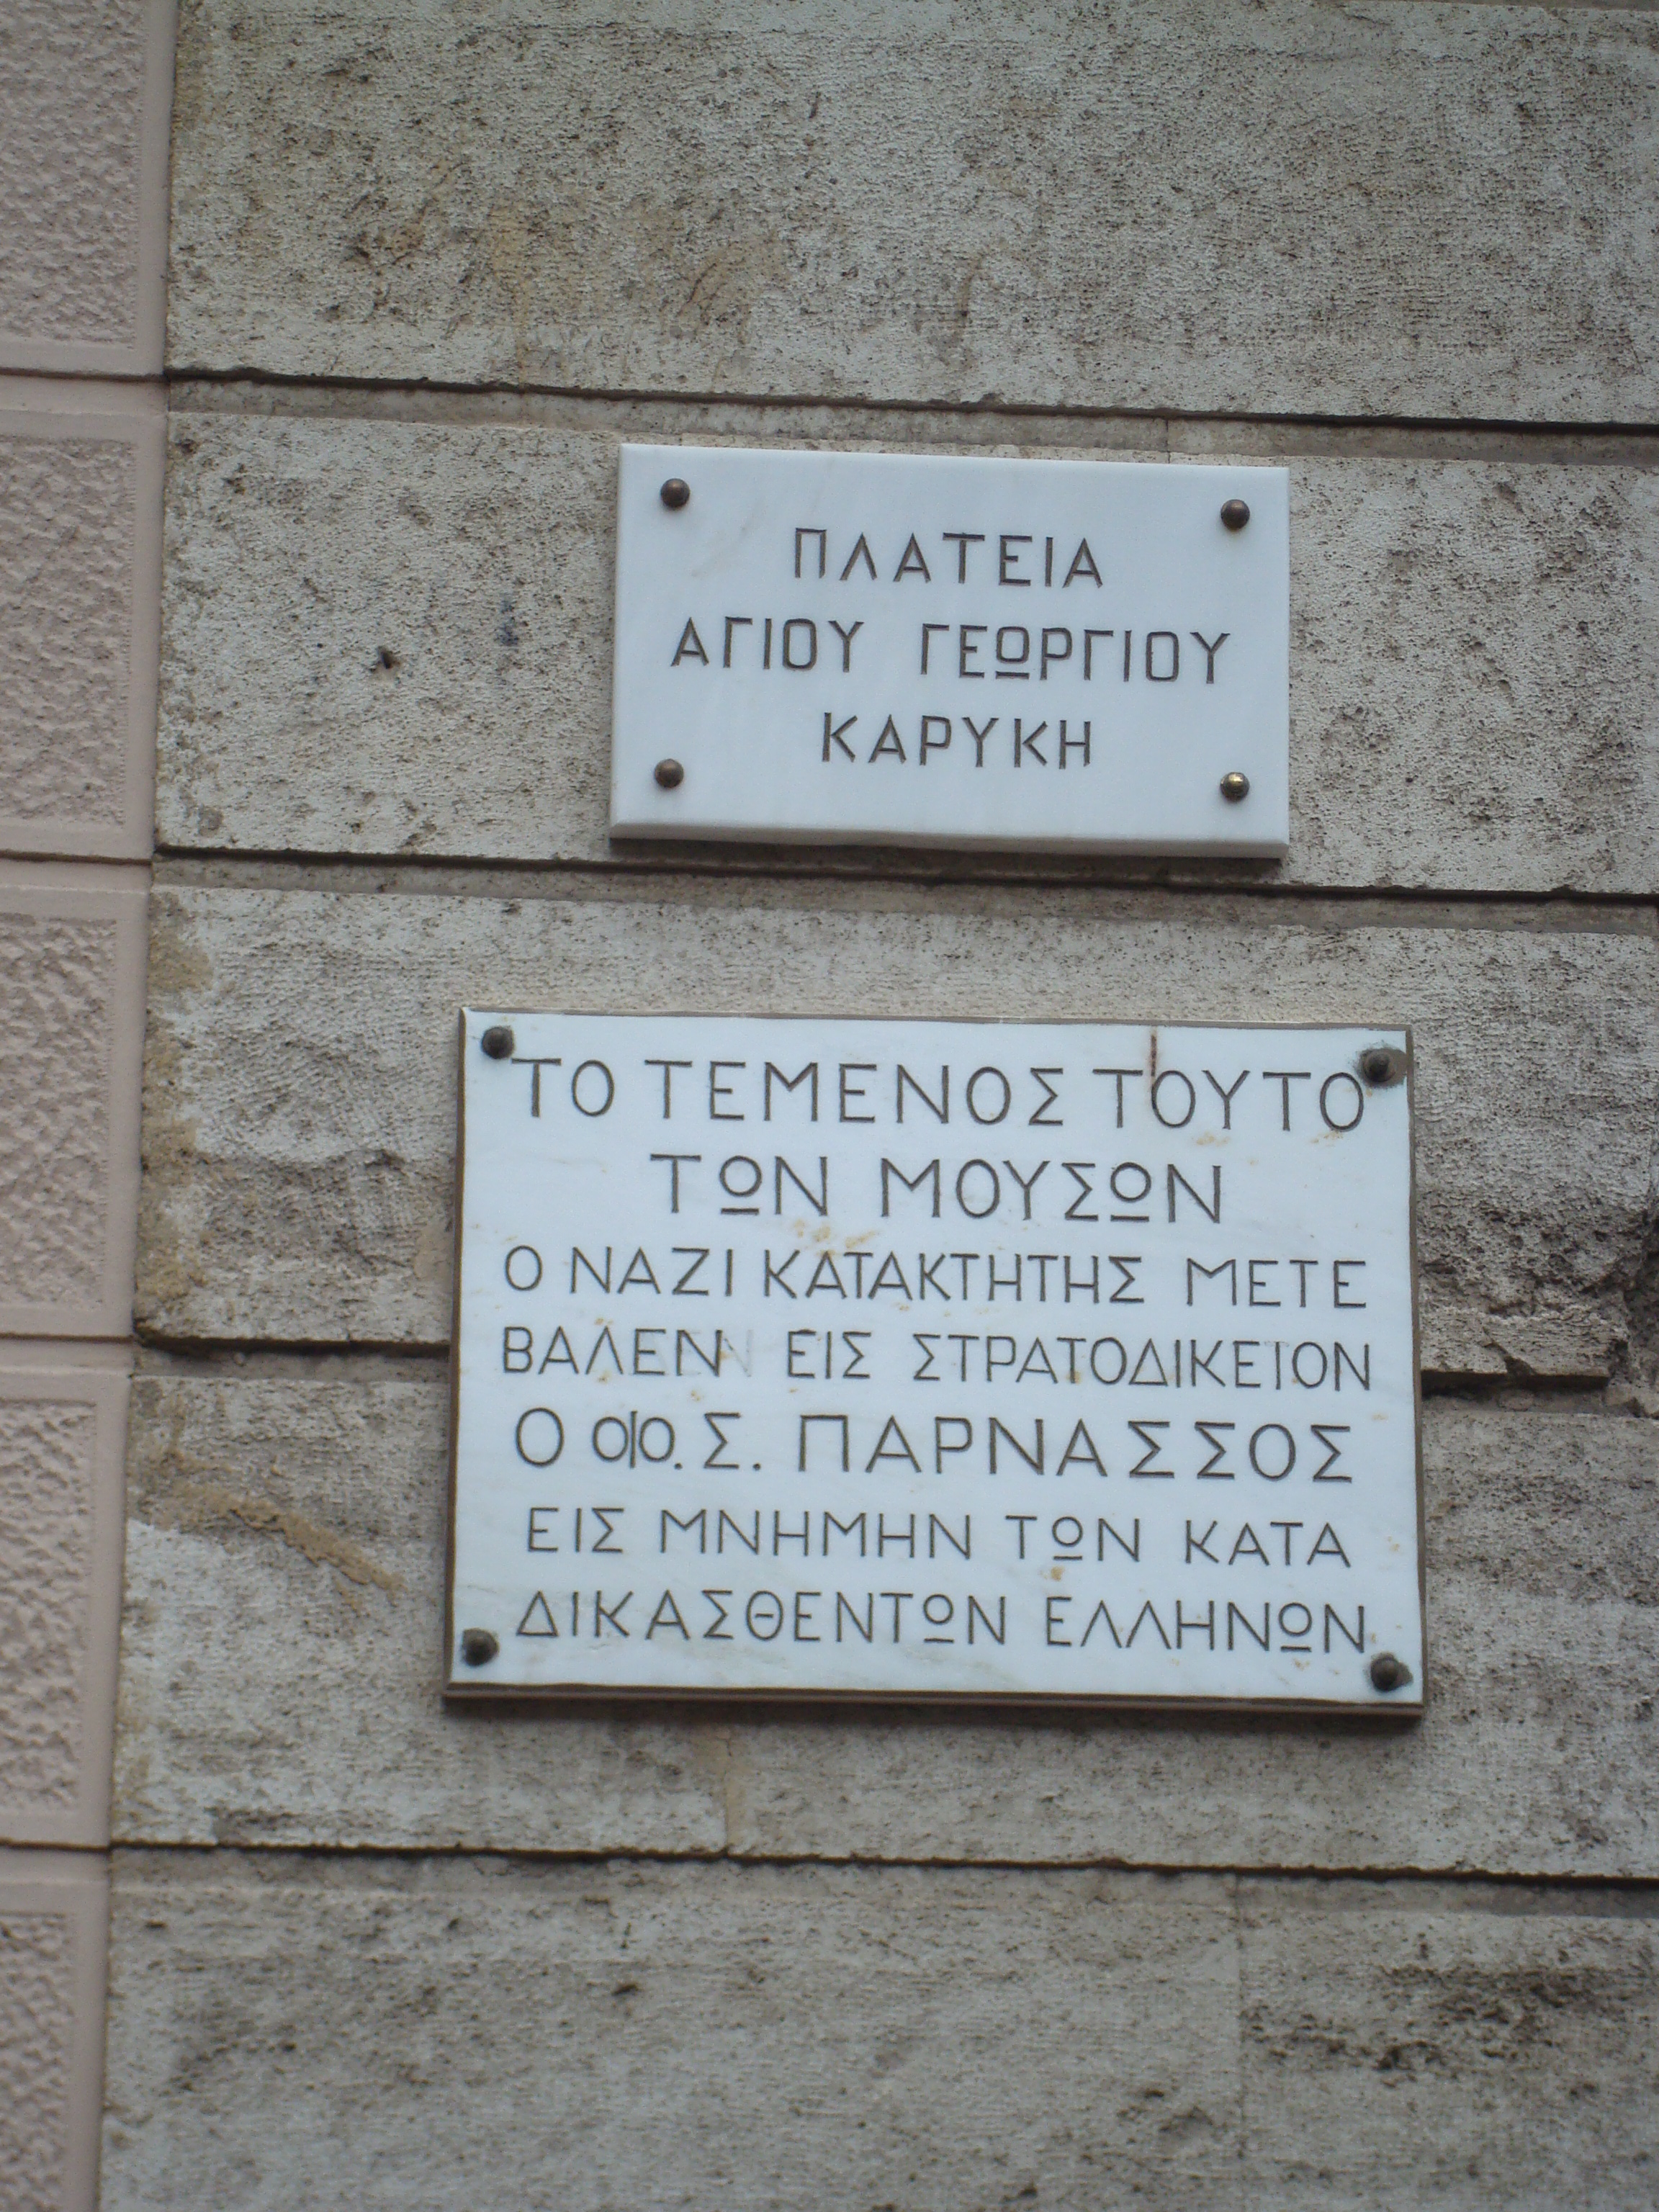 ΠΛΑΤΕΙΑ
ΑΓΙΟΥ ΓΕΩΡΓΙΟΥ
ΚΑΡΥΚΗ
ΤΟ ΤΕΜΕΝΟΣ ΤΟΥΤΟ
ΤΩΝ ΜΟΥΣΩΝ
Ο ΝΑΖΙ ΚΑΤΑΚΤΗΤΗΣ ΜΕΤΕ
ΒΑΛΕΝ ΕΙΣ ΣΤΡΑΤΟΔΙΚΕΙΟΝ
Ο Φ. Σ. ΠΑΡΝΑΣΣΟΣ
ΕΙΣ ΜΝΗΜΗΝ ΤΩΝ ΚΑΤΑ
ΔΙΚΑΣΘΕΝΤΩΝ ΕΛΛΗΝΩΝ